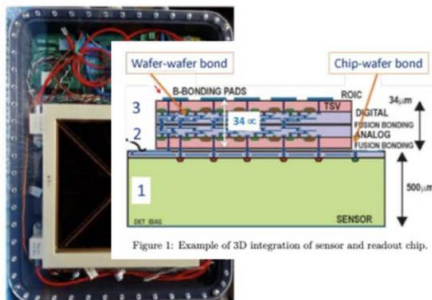 Wafer-wafer bond
Chip-wafer bond
B-BONDING PADS
ROIC
3
TSV
34µm
DIGITAL
34 ∝
FUSION BONDING
2
ANALOG
FUSION BONDING
1
500µm
DET BIAS
SENSOR
Figure 1: Example of 3D integration of sensor and readout chip.